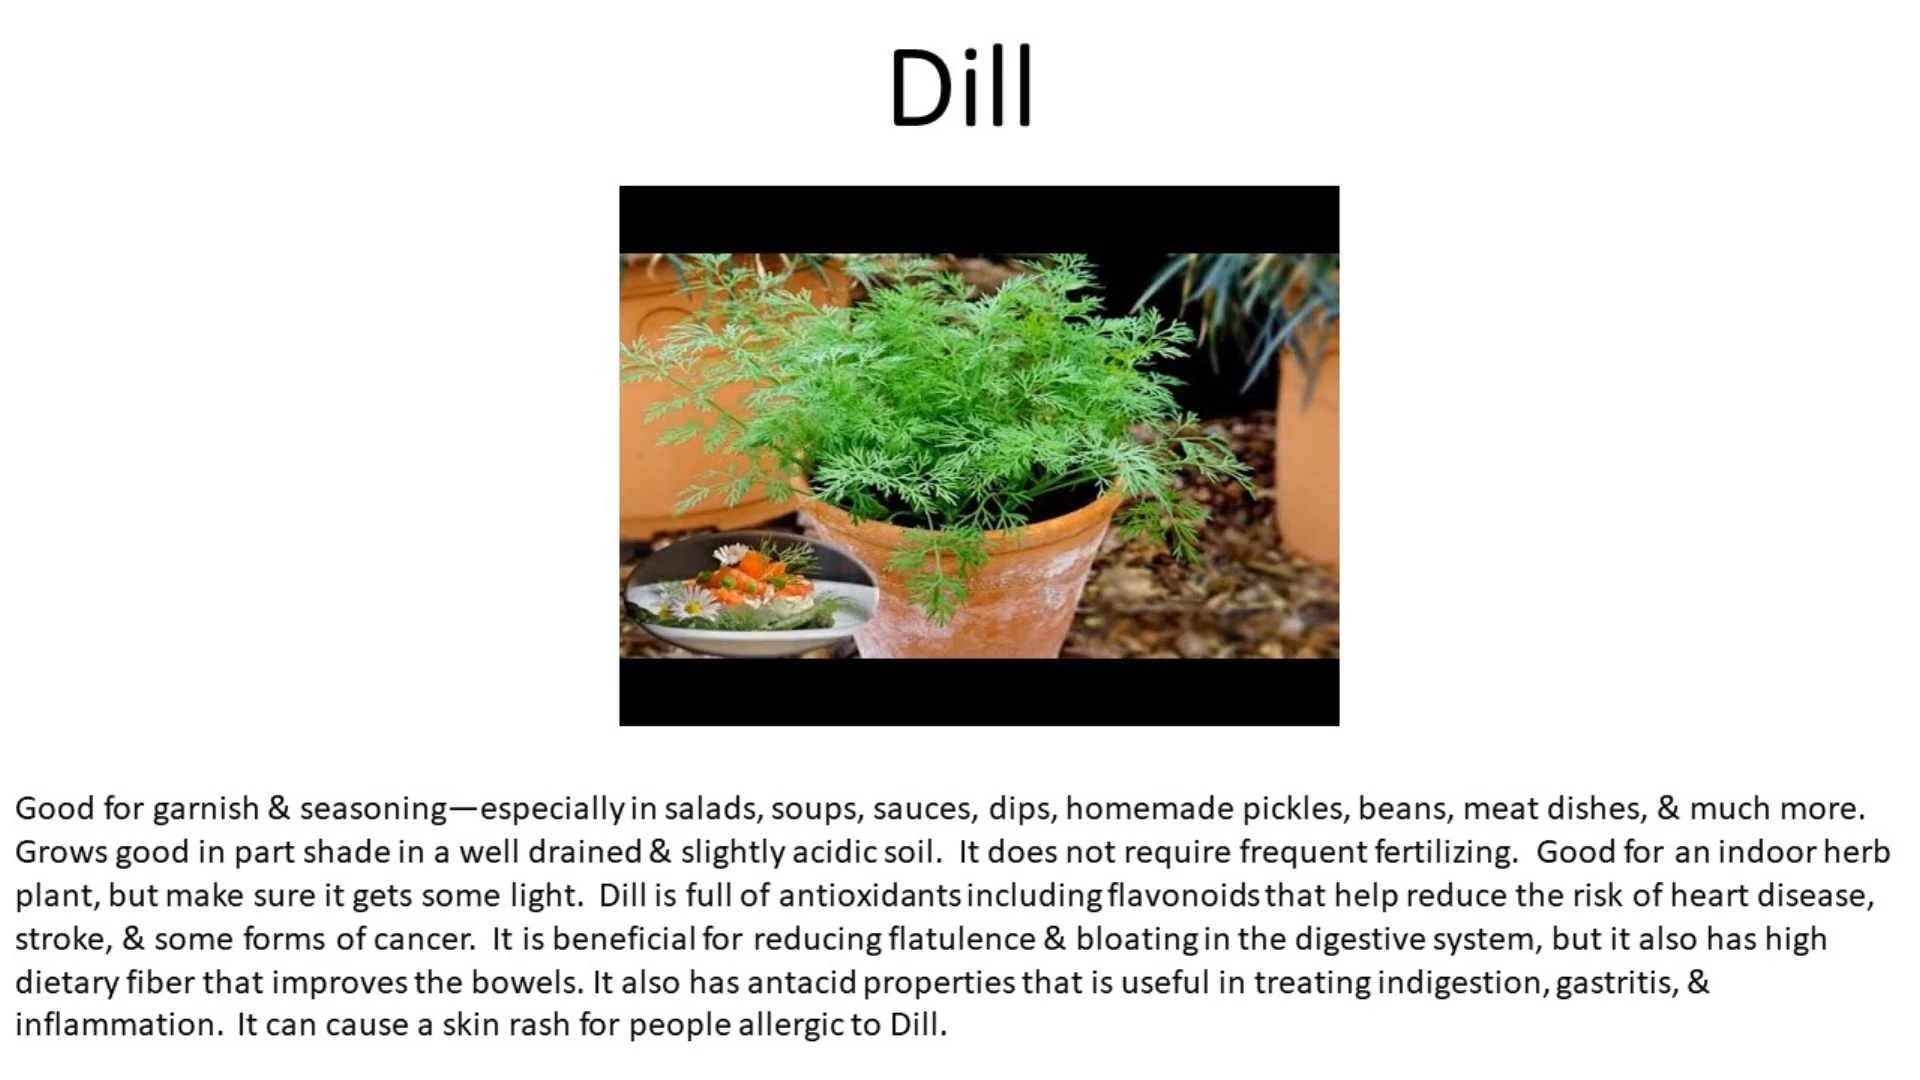 Dill
Good for garnish & seasoning—especially in salads, soups, sauces, dips, homemade pickles, beans, meat dishes, & much more.
Grows good in part shade in a well drained & slightly acidic soil.  It does not require frequent fertilizing.  Good for an indoor herb
plant, but make sure it gets some light.  Dill is full of antioxidants including flavonoids that help reduce the risk of heart disease,
stroke, & some forms of cancer.  It is beneficial for reducing flatulence & bloating in the digestive system, but it also has high
dietary fiber that improves the bowels. It also has antacid properties that is useful in treating indigestion, gastritis, &
inflammation.  It can cause a skin rash for people allergic to Dill.